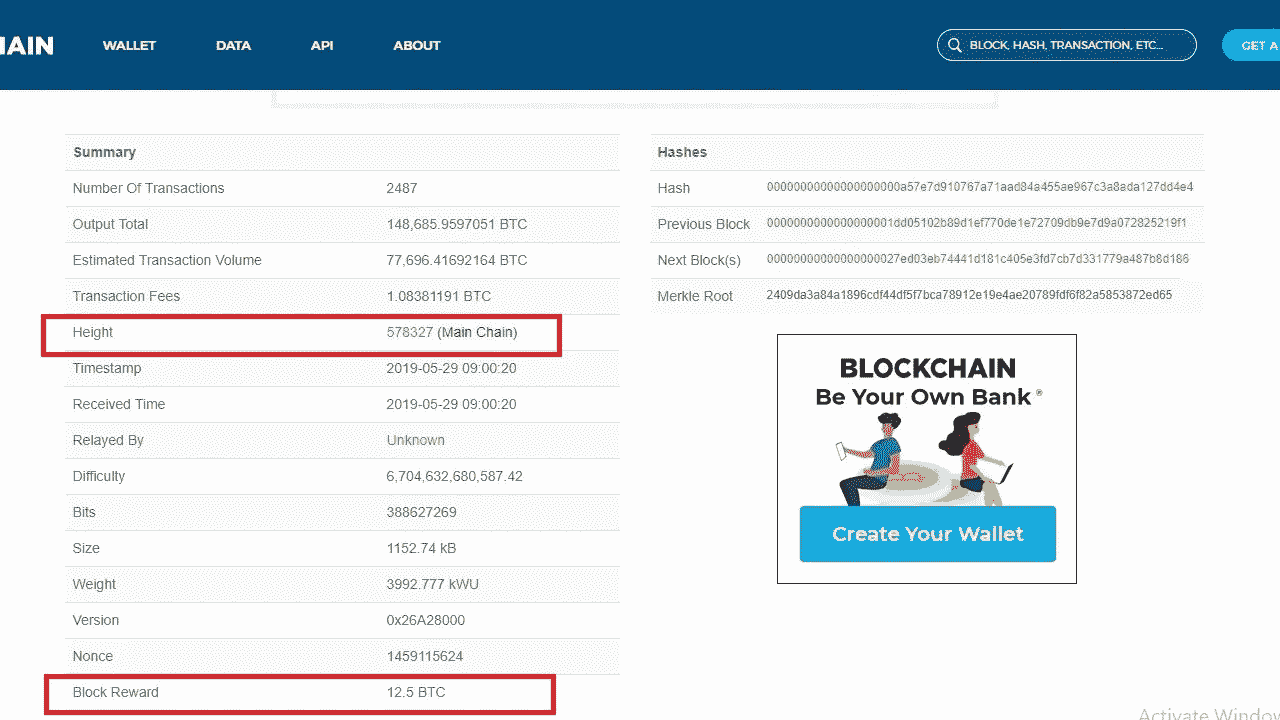 HAIN WALLET DATA API ABOUT BLOCK, HASH, TRANSACTION, ETC... GET A
Summary
Number Of Transactions 2487
Output Total 148,685.9597051 BTC
Estimated Transaction Volume 77,696.41692164 BTC
Transaction Fees 1.08381191 BTC
Height 578327 (Main Chain)
Timestamp 2019-05-29 09:00:20
Received Time 2019-05-29 09:00:20
Relayed By Unknown
Difficulty 6,704,632,680,587.42
Bits 388627269
Size 1152.74 kB
Weight 3992.777 kWU
Version 0x26A28000
Nonce 1459115624
Block Reward 12.5 BTC
Hashes
Hash
Previous Block
Next Block(s)
Merkle Root 2409da3a84a1896cdf44df5f7bca78912e19e4ae20789fdf6f82a5853872ed65
BLOCKCHAIN
Be Your Own Bank ®
Create Your Wallet
Activate Window